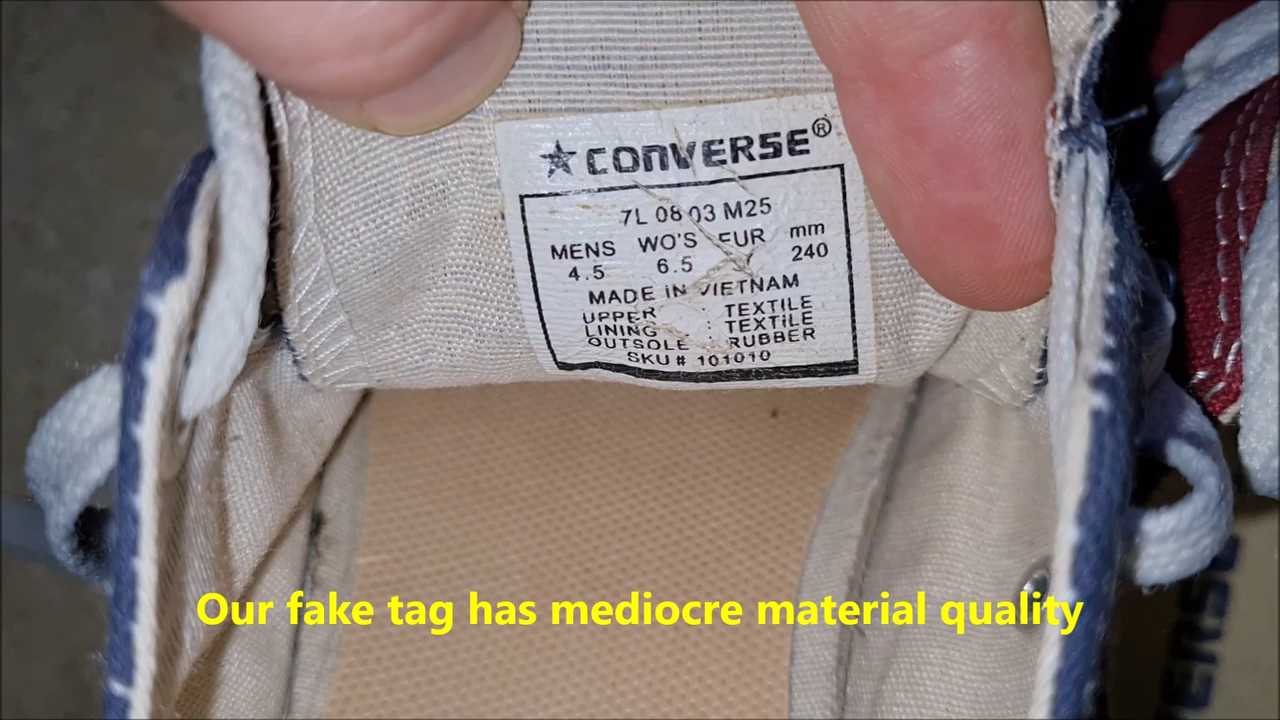 ★CONVERSE®
7L 08 03 M25
MENS WO'S EUR mm
4.5 6.5 240
MADE IN VIETNAM
UPPER : TEXTILE
LINING : TEXTILE
OUTSOLE : RUBBER
SKU # 101010
Our fake tag has mediocre material quality